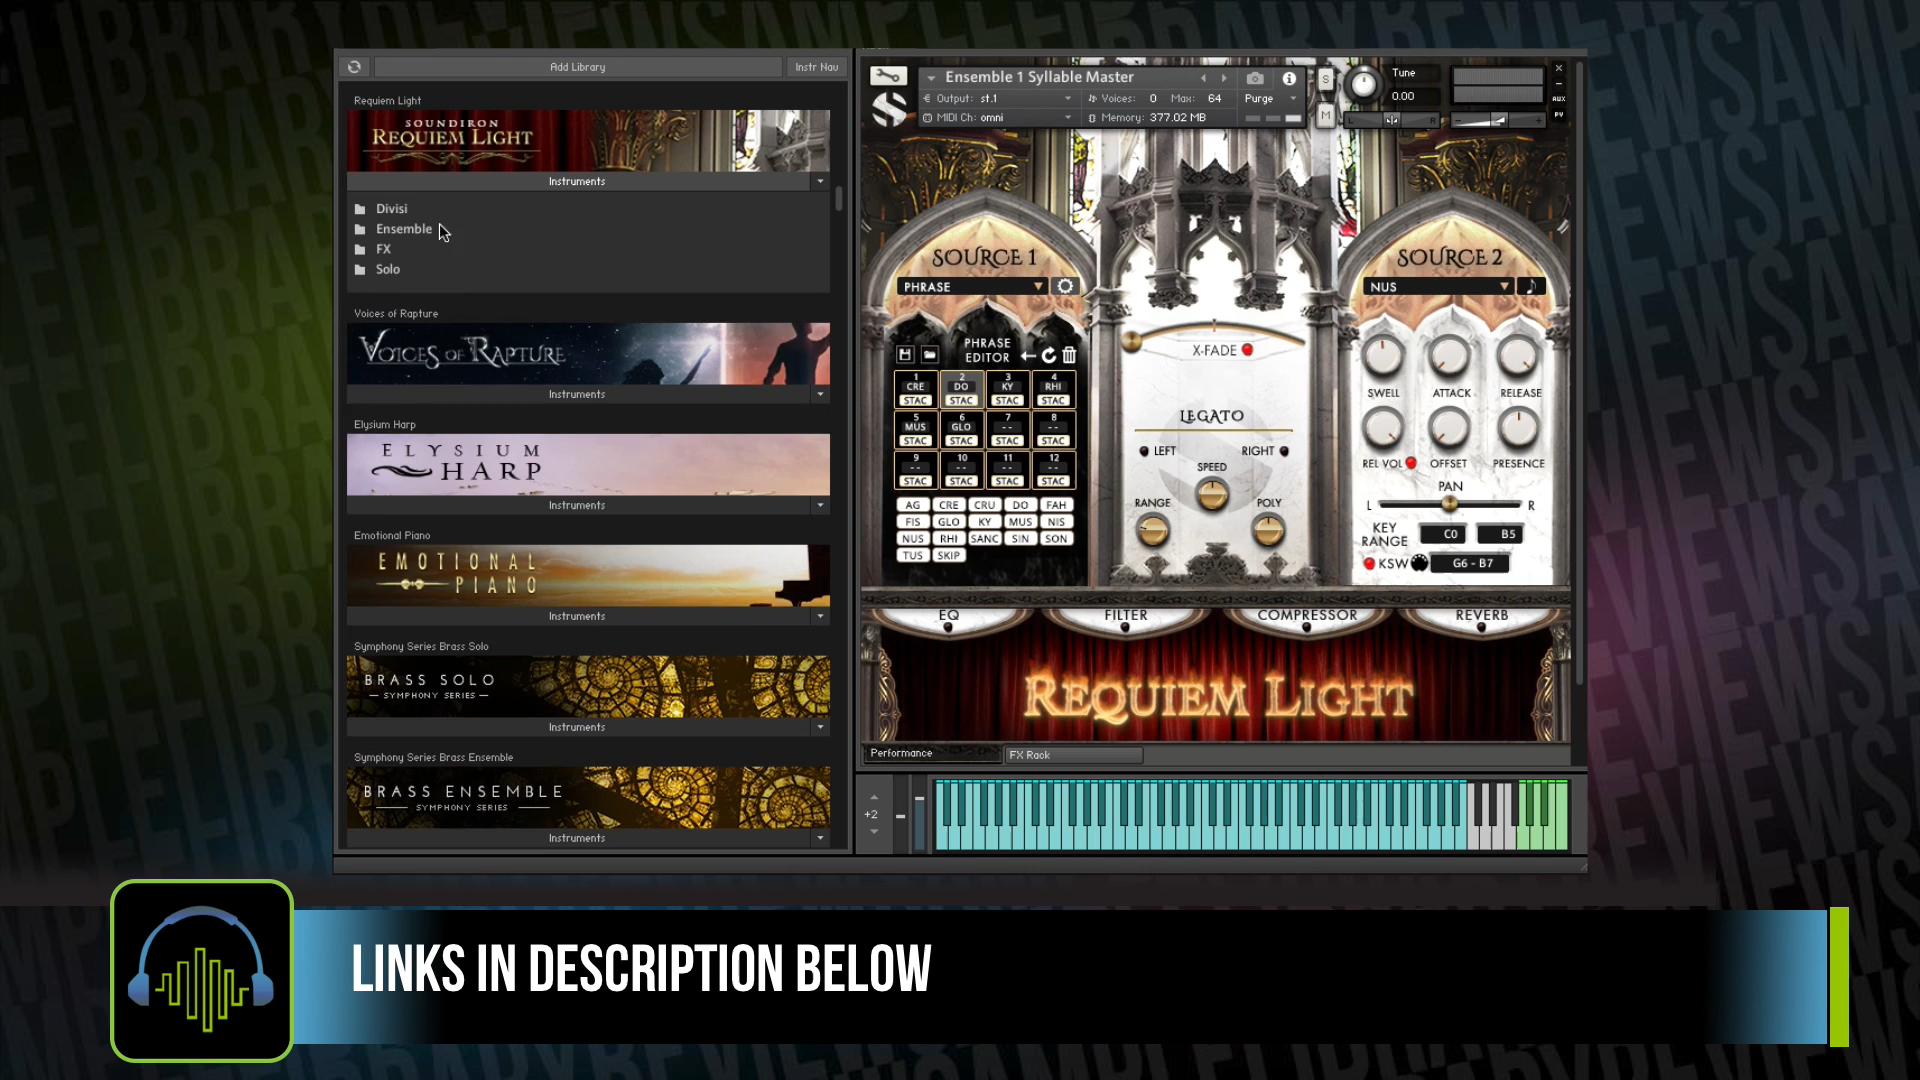 Add Library
Instr Nav
Requiem Light
SOUNDIRON
REQUIEM LIGHT
Instruments
Divisi
Ensemble
FX
Solo
Voices of Rapture
VOICES OF RAPTURE
Instruments
Elysium Harp
ELYSIUM
HARP
Instruments
Emotional Piano
EMOTIONAL
PIANO
Instruments
Symphony Series Brass Solo
BRASS SOLO
SYMPHONY SERIES
Instruments
Symphony Series Brass Ensemble
BRASS ENSEMBLE
SYMPHONY SERIES
Instruments
Ensemble 1 Syllable Master
Output: st.1
Voices: 0 Max: 64
Purge
MIDI Ch: omni
Memory: 377.02 MB
S
M
Tune
0.00
L R
AUX
PV
SOURCE 1
PHRASE
PHRASE
EDITOR
1 2 3 4
CRE DO KY RHI
STAC STAC STAC STAC
5 6 7 8
MUS GLO -- --
STAC STAC STAC STAC
9 10 11 12
-- -- -- --
STAC STAC STAC STAC
AG CRE CRU DO FAH
FIS GLO KY MUS NIS
NUS RHI SANC SIN SON
TUS SKIP
X-FADE
LEGATO
LEFT RIGHT
SPEED
RANGE POLY
SOURCE 2
NUS
SWELL ATTACK RELEASE
REL VOL OFFSET PRESENCE
PAN
L R
KEY
RANGE
C0 B5
KSW G6 - B7
EQ FILTER COMPRESSOR REVERB
REQUIEM LIGHT
Performance
FX Rack
+2
LINKS IN DESCRIPTION BELOW